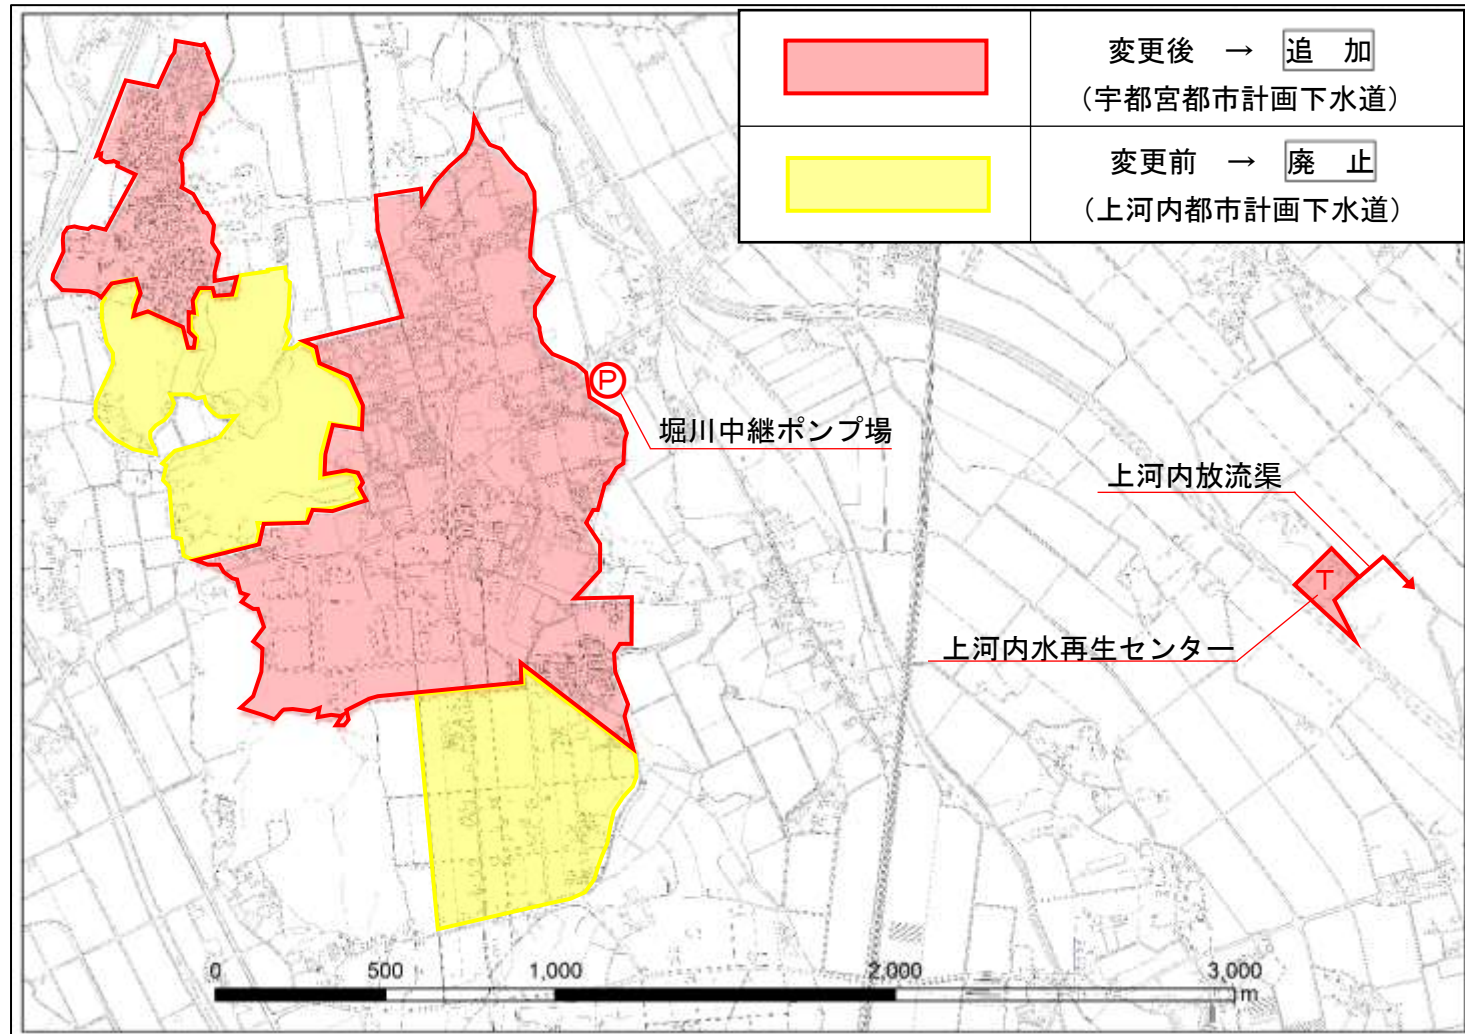 変更後 → 追 加
（宇都宮都市計画下水道）
変更前 → 廃 止
（上河内都市計画下水道）
P
堀川中継ポンプ場
上河内放流渠
T
上河内水再生センター
0 500 1,000 2,000 3,000
m